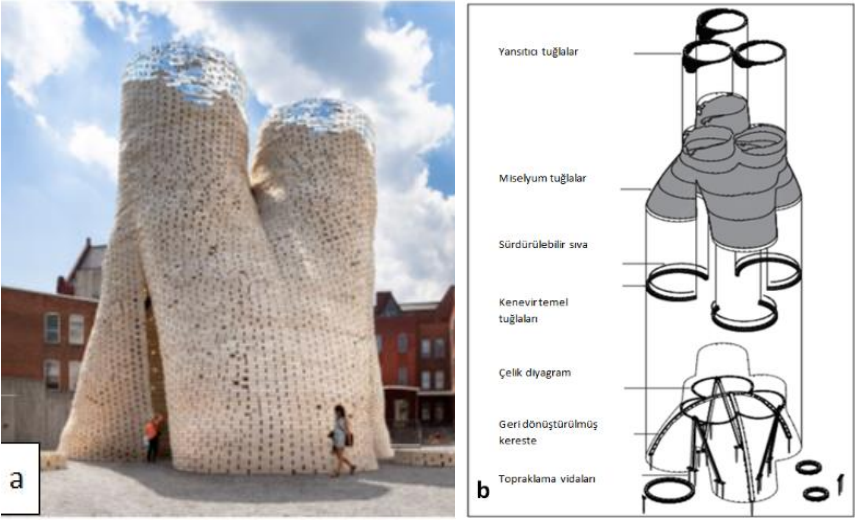 a
Yansıtıcı tuğlalar
Miselyum tuğlalar
Sürdürülebilir sıva
Kenevir temel
tuğlaları
Çelik diyagram
Geri dönüştürülmüş
kereste
Topraklama vidaları
b